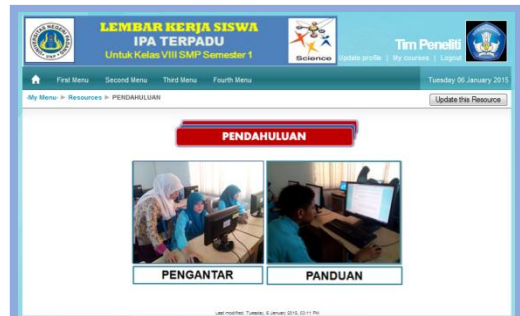 LEMBAR KERJA SISWA
IPA TERPADU
Untuk Kelas VIII SMP Semester 1
Science
Tim Peneliti
Update profile | My courses | Logout
First Menu Second Menu Third Menu Fourth Menu
Tuesday 06 January 2015
-My Menu- ► Resources ► PENDAHULUAN
Update this Resource
PENDAHULUAN
PENGANTAR PANDUAN
Last modified: Tuesday, 6 January 2015, 03:11 PM